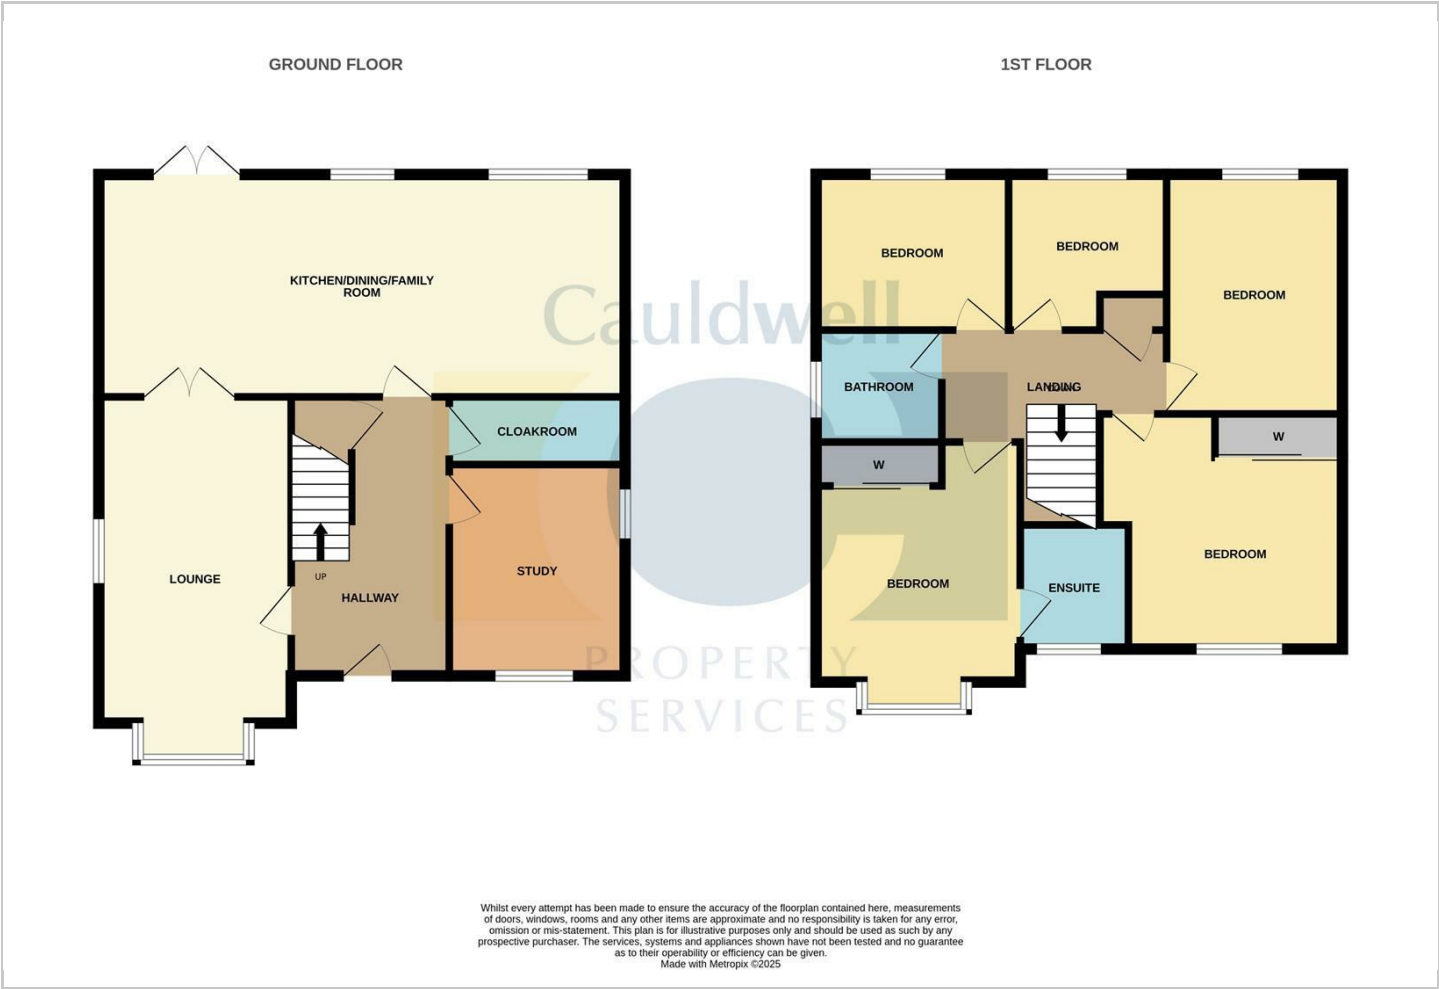 GROUND FLOOR
1ST FLOOR
KITCHEN/DINING/FAMILY
ROOM
CLOAKROOM
LOUNGE
UP
HALLWAY
STUDY
BEDROOM
BEDROOM
BEDROOM
BATHROOM
LANDING
W
W
BEDROOM
ENSUITE
BEDROOM
Cauldwell
PROPERTY
SERVICES
Whilst every attempt has been made to ensure the accuracy of the floorplan contained here, measurements
of doors, windows, rooms and any other items are approximate and no responsibility is taken for any error,
omission or mis-statement. This plan is for illustrative purposes only and should be used as such by any
prospective purchaser. The services, systems and appliances shown have not been tested and no guarantee
as to their operability or efficiency can be given.
Made with Metropix ©2025